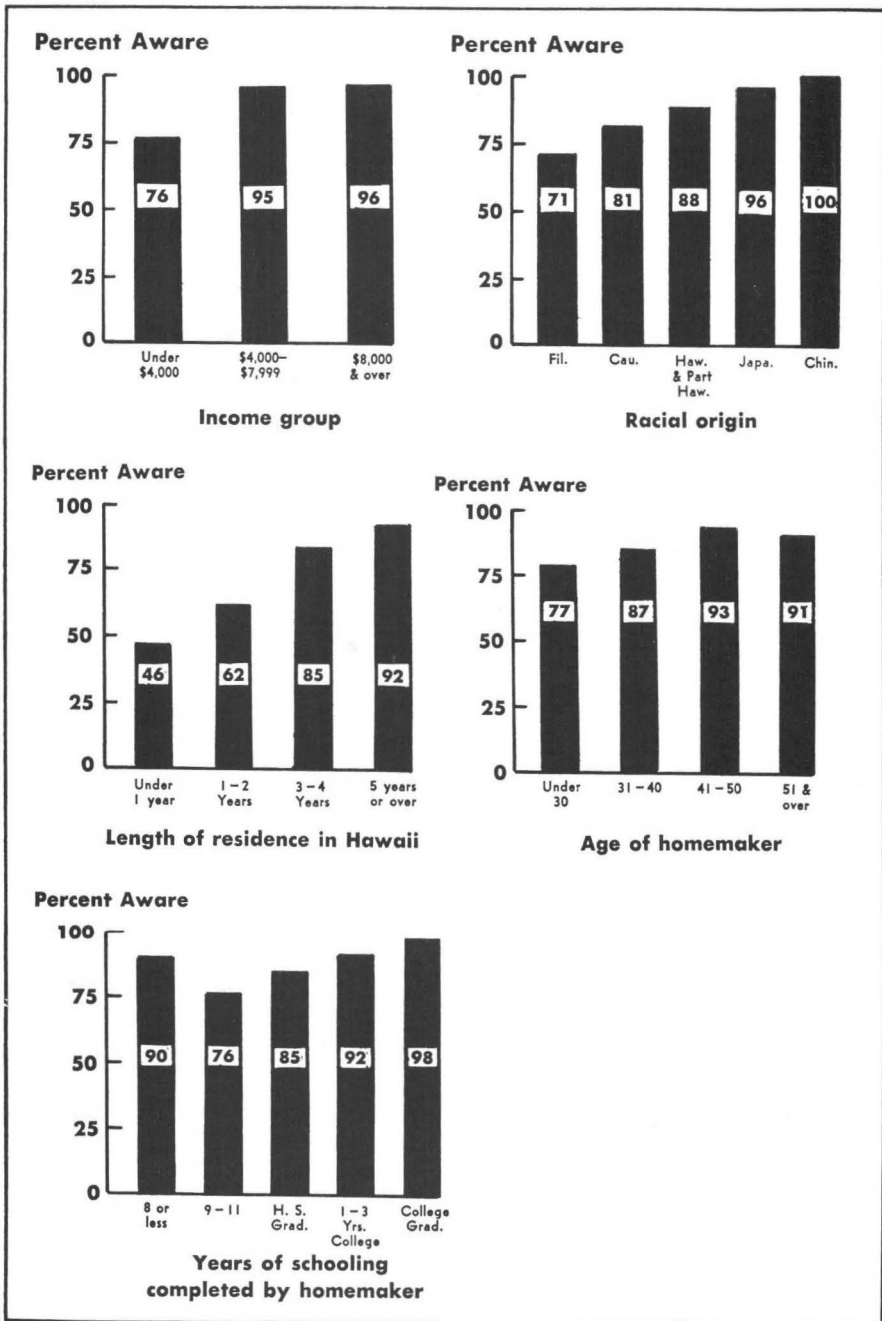 Percent Aware
100
75
50
25
0
76
95
96
Under $4,000
$4,000– $7,999
$8,000 & over
Income group
Percent Aware
100
75
50
25
0
71
81
88
96
100
Fil.
Cau.
Haw. & Part Haw.
Japa.
Chin.
Racial origin
Percent Aware
100
75
50
25
0
46
62
85
92
Under 1 year
1–2 Years
3–4 Years
5 years or over
Length of residence in Hawaii
Percent Aware
100
75
50
25
0
77
87
93
91
Under 30
31–40
41–50
51 & over
Age of homemaker
Percent Aware
100
75
50
25
0
90
76
85
92
98
8 or less
9–11
H. S. Grad.
1–3 Yrs. College
College Grad.
Years of schooling
completed by homemaker